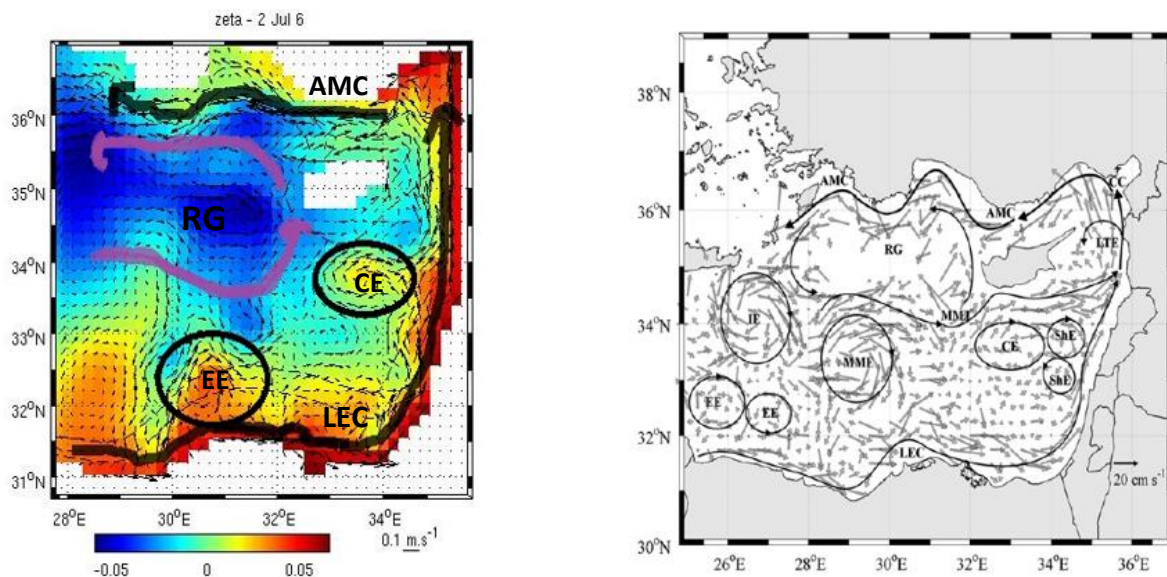 zeta - 2 Jul 6
AMC
36°N
35°N
RG
34°N
CE
33°N
EE
32°N
LEC
31°N
28°E 30°E 32°E 34°E
0.1 m.s⁻¹
-0.05 0 0.05
38°N
AMC
CC
36°N
AMC
LTE
RG
IE
MMJ
34°N
CE
ShE
MME
ShE
EE
EE
32°N
LEC
20 cm s⁻¹
30°N
26°E 28°E 30°E 32°E 34°E 36°E